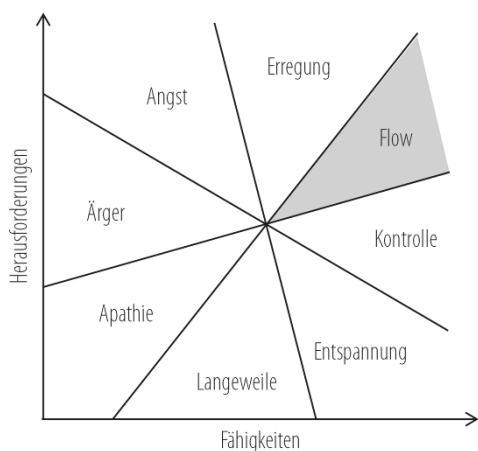 Erregung
Angst
Flow
Ärger
Kontrolle
Herausforderungen
Apathie
Entspannung
Langeweile
Fähigkeiten